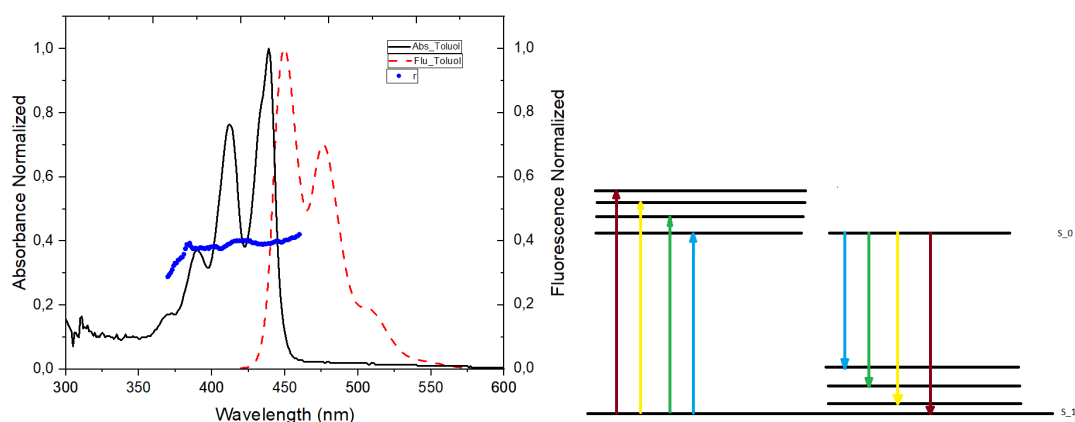 Abs_Toluol
Flu_Toluol
r
1,0
0,8
0,6
0,4
0,2
0,0
1,0
0,8
0,6
0,4
0,2
0,0
Absorbance Normalized
Fluorescence Normalized
300
350
400
450
500
550
600
Wavelength (nm)
S_0
S_1